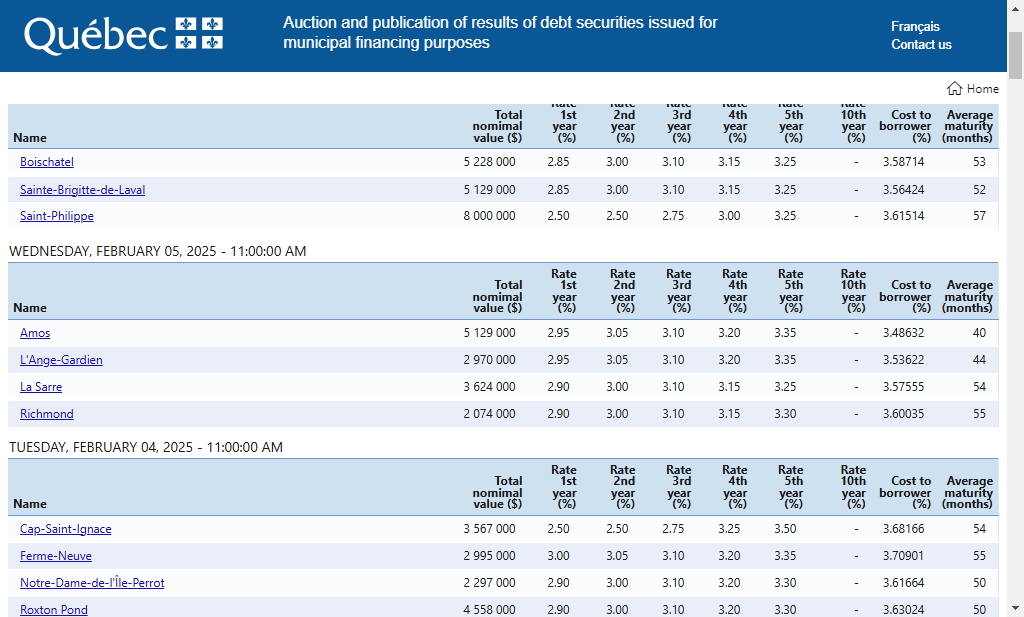 Québec
Auction and publication of results of debt securities issued for
municipal financing purposes
Français
Contact us
Home
Name Total nomimal value ($) Rate 1st year (%) Rate 2nd year (%) Rate 3rd year (%) Rate 4th year (%) Rate 5th year (%) Rate 10th year (%) Cost to borrower (%) Average maturity (months)
Boischatel 5 228 000 2.85 3.00 3.10 3.15 3.25 - 3.58714 53
Sainte-Brigitte-de-Laval 5 129 000 2.85 3.00 3.10 3.15 3.25 - 3.56424 52
Saint-Philippe 8 000 000 2.50 2.50 2.75 3.00 3.25 - 3.61514 57
WEDNESDAY, FEBRUARY 05, 2025 - 11:00:00 AM
Name Total nomimal value ($) Rate 1st year (%) Rate 2nd year (%) Rate 3rd year (%) Rate 4th year (%) Rate 5th year (%) Rate 10th year (%) Cost to borrower (%) Average maturity (months)
Amos 5 129 000 2.95 3.05 3.10 3.20 3.35 - 3.48632 40
L'Ange-Gardien 2 970 000 2.95 3.05 3.10 3.20 3.35 - 3.53622 44
La Sarre 3 624 000 2.90 3.00 3.10 3.15 3.25 - 3.57555 54
Richmond 2 074 000 2.90 3.00 3.10 3.15 3.30 - 3.60035 55
TUESDAY, FEBRUARY 04, 2025 - 11:00:00 AM
Name Total nomimal value ($) Rate 1st year (%) Rate 2nd year (%) Rate 3rd year (%) Rate 4th year (%) Rate 5th year (%) Rate 10th year (%) Cost to borrower (%) Average maturity (months)
Cap-Saint-Ignace 3 567 000 2.50 2.50 2.75 3.25 3.50 - 3.68166 54
Ferme-Neuve 2 995 000 3.00 3.05 3.10 3.20 3.35 - 3.70901 55
Notre-Dame-de-l'Île-Perrot 2 297 000 2.90 3.00 3.10 3.20 3.30 - 3.61664 50
Roxton Pond 4 558 000 2.90 3.00 3.10 3.20 3.30 - 3.63024 50